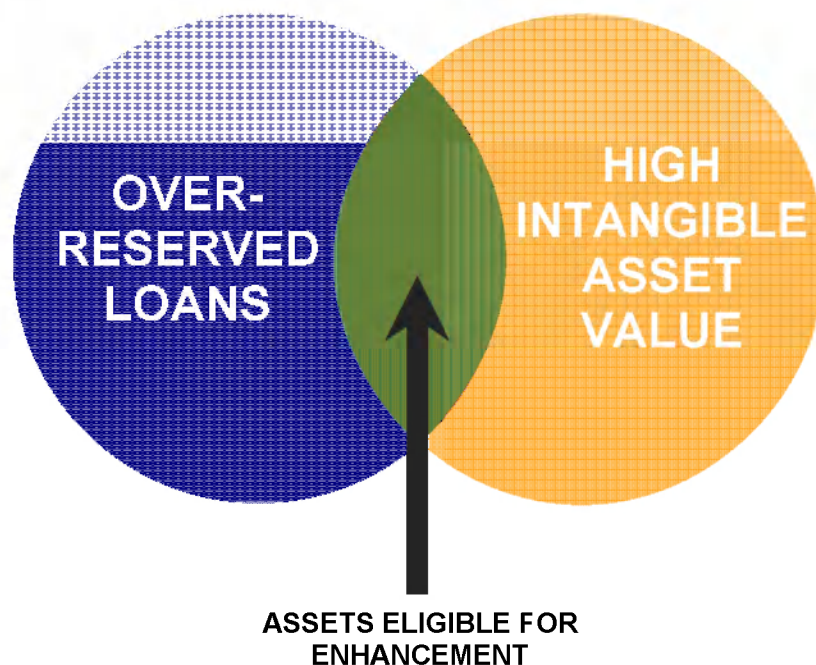 OVER-
RESERVED
LOANS
HIGH
INTANGIBLE
ASSET
VALUE
ASSETS ELIGIBLE FOR
ENHANCEMENT